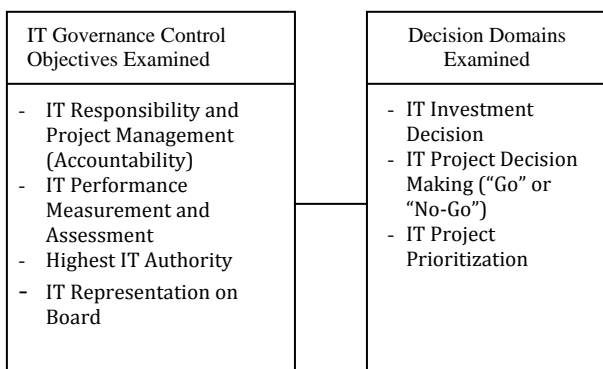 IT Governance Control
Objectives Examined
- IT Responsibility and
Project Management
(Accountability)
- IT Performance
Measurement and
Assessment
- Highest IT Authority
- IT Representation on
Board
Decision Domains
Examined
- IT Investment
Decision
- IT Project Decision
Making (“Go” or
“No-Go”)
- IT Project
Prioritization